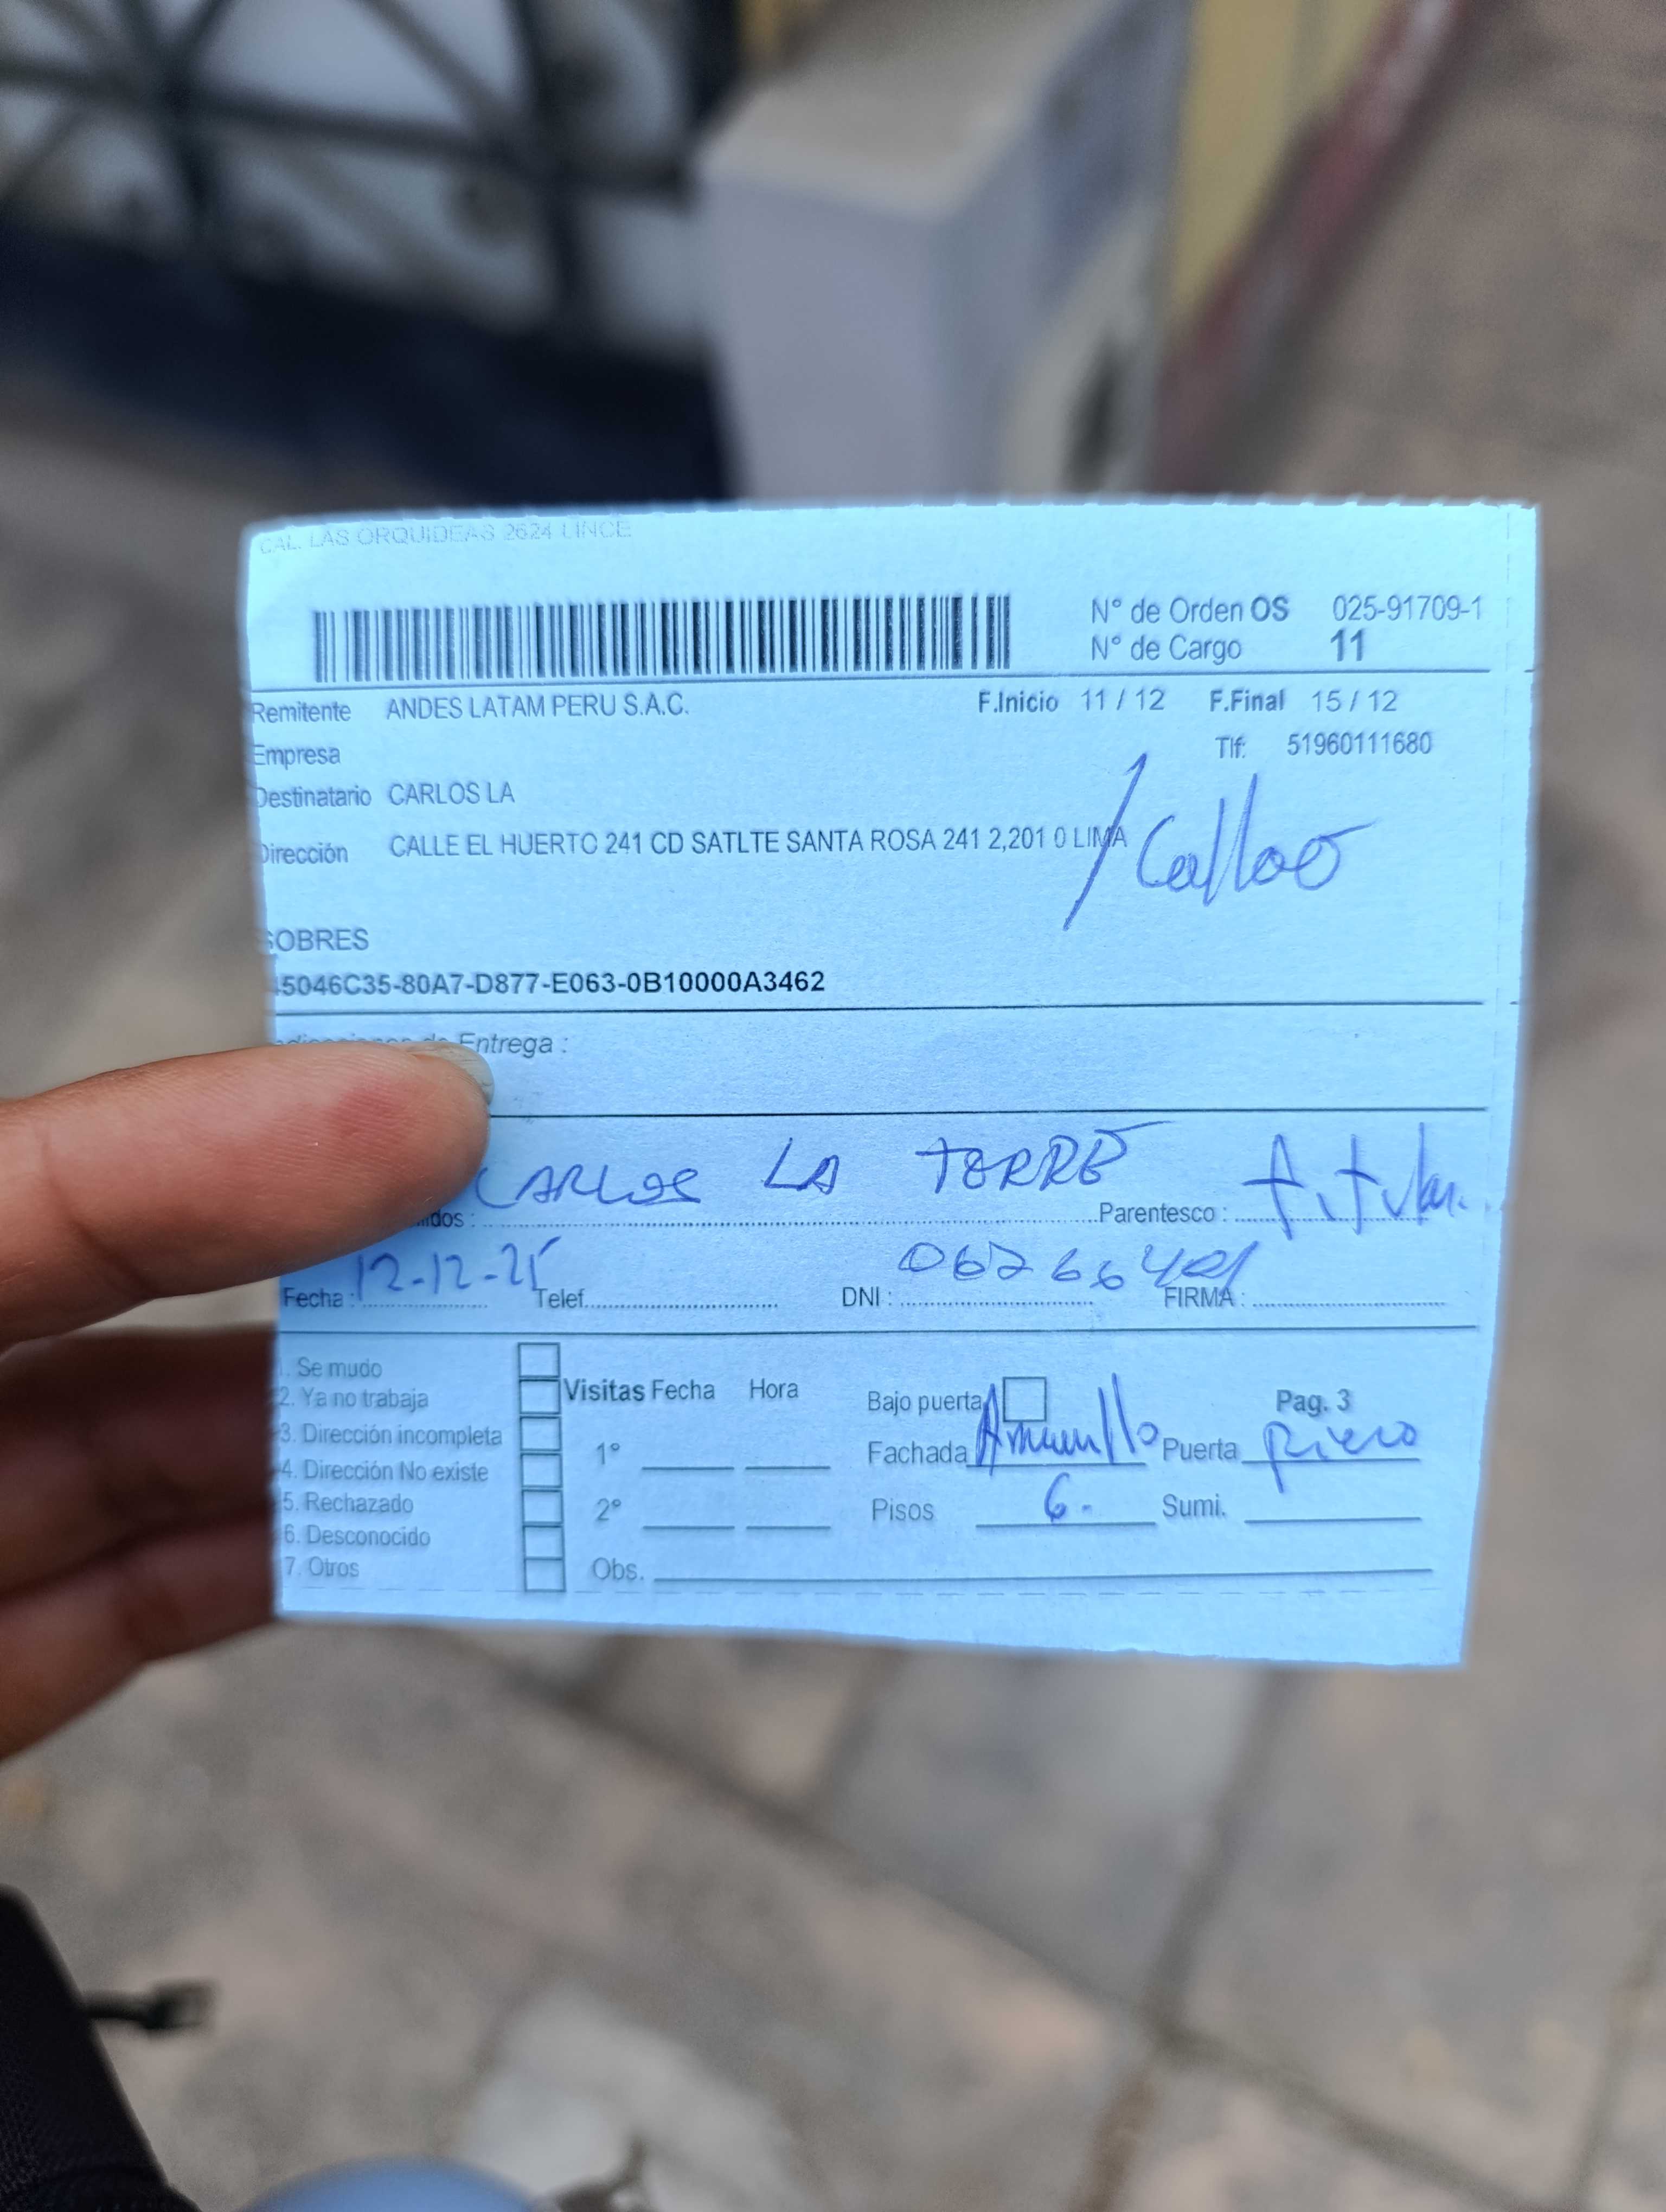 CAL. LAS ORQUIDEAS 2624 LINCE
N° de Orden OS 025-91709-1
N° de Cargo 11
Remitente ANDES LATAM PERU S.A.C. F.Inicio 11 / 12 F.Final 15 / 12
Empresa Tlf: 51960111680
Destinatario CARLOS LA
Dirección CALLE EL HUERTO 241 CD SATLTE SANTA ROSA 241 2,201 0 LIMA / Callao
SOBRES
5046C35-80A7-D877-E063-0B10000A3462
de Entrega :
CARLOS LA TORRE titular.
idos : Parentesco :
12-12-25
Fecha : Telef. DNI : FIRMA :
1. Se mudo
2. Ya no trabaja Visitas Fecha Hora Bajo puerta Pag. 3
3. Dirección incompleta 1° Fachada Amarillo Puerta
4. Dirección No existe
5. Rechazado 2° Pisos 6. Sumi.
6. Desconocido
7. Otros Obs.